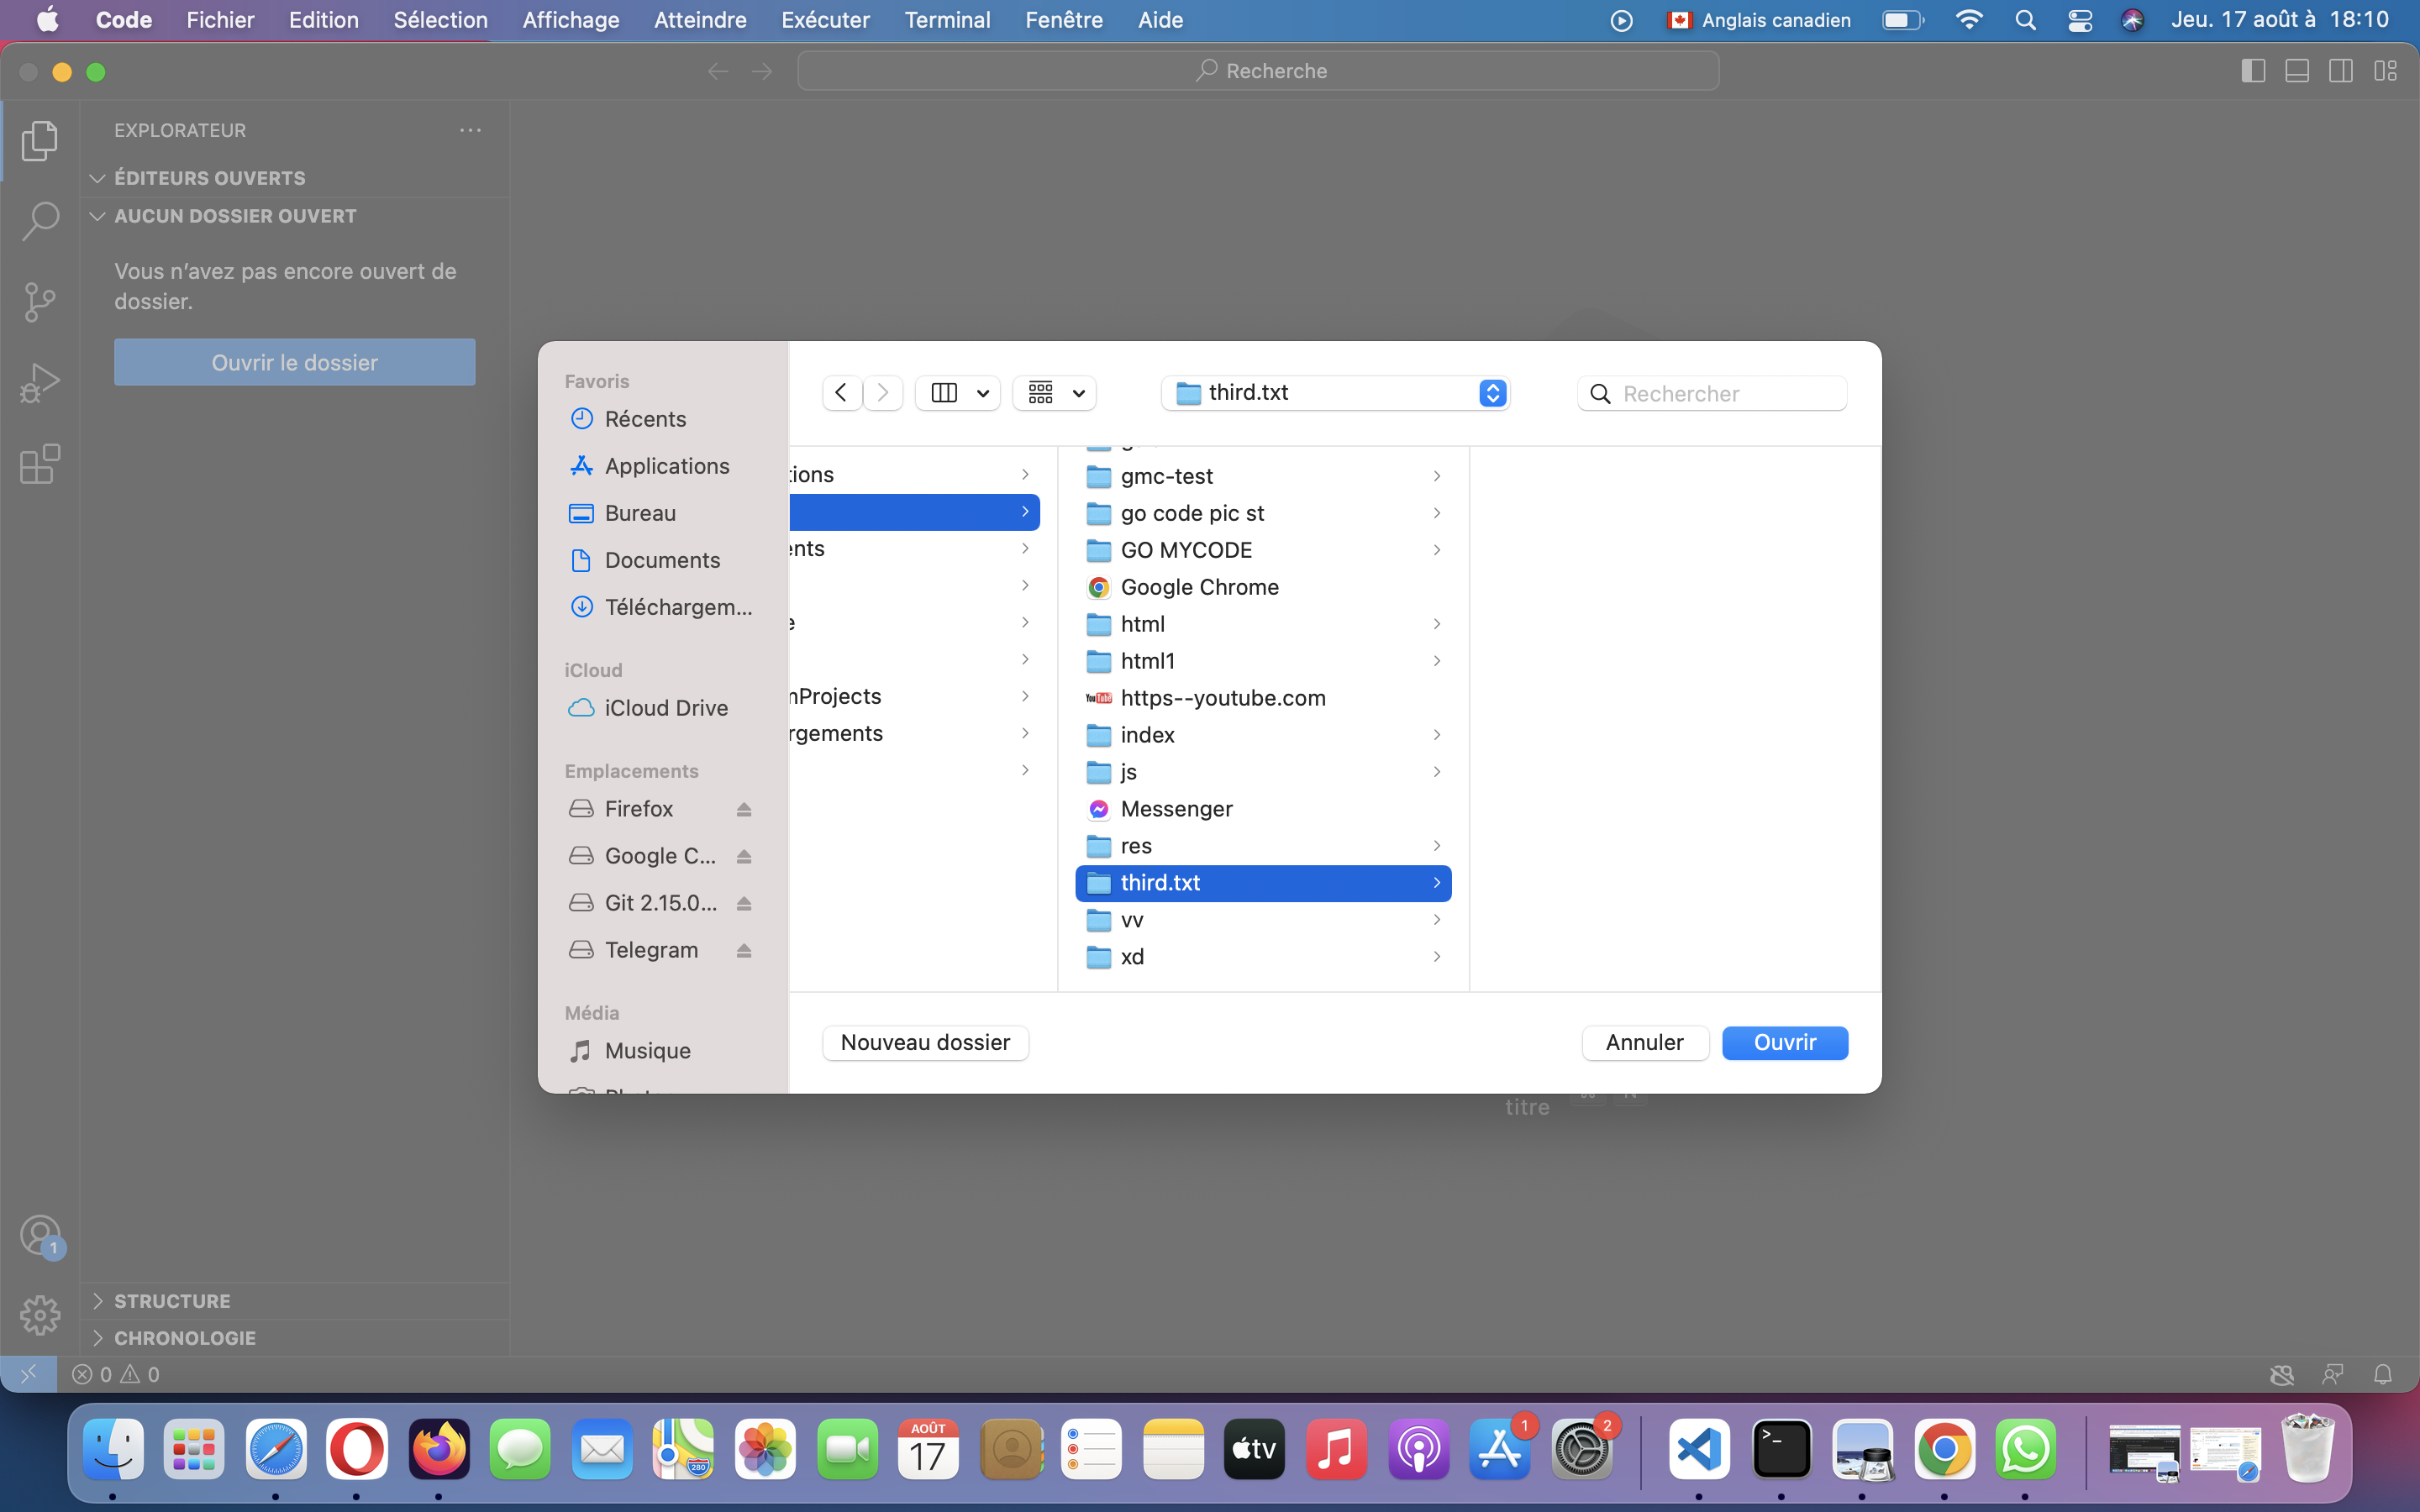 Code Fichier Edition Sélection Affichage Atteindre Exécuter Terminal Fenêtre Aide Anglais canadien Jeu. 17 août à 18:10
Recherche
EXPLORATEUR
ÉDITEURS OUVERTS
AUCUN DOSSIER OUVERT
Vous n'avez pas encore ouvert de
dossier.
Ouvrir le dossier
Favoris
Récents
Applications
Bureau
Documents
Téléchargem...
iCloud
iCloud Drive
Emplacements
Firefox
Google C...
Git 2.15.0...
Telegram
Média
Musique
third.txt
Rechercher
tions
ents
e
nProjects
rgements
gmc-test
go code pic st
GO MYCODE
Google Chrome
html
html1
https--youtube.com
index
js
Messenger
res
third.txt
vv
xd
Nouveau dossier
Annuler
Ouvrir
titre
1
STRUCTURE
CHRONOLOGIE
0 0
AOÛT
17
280
tv
1
2